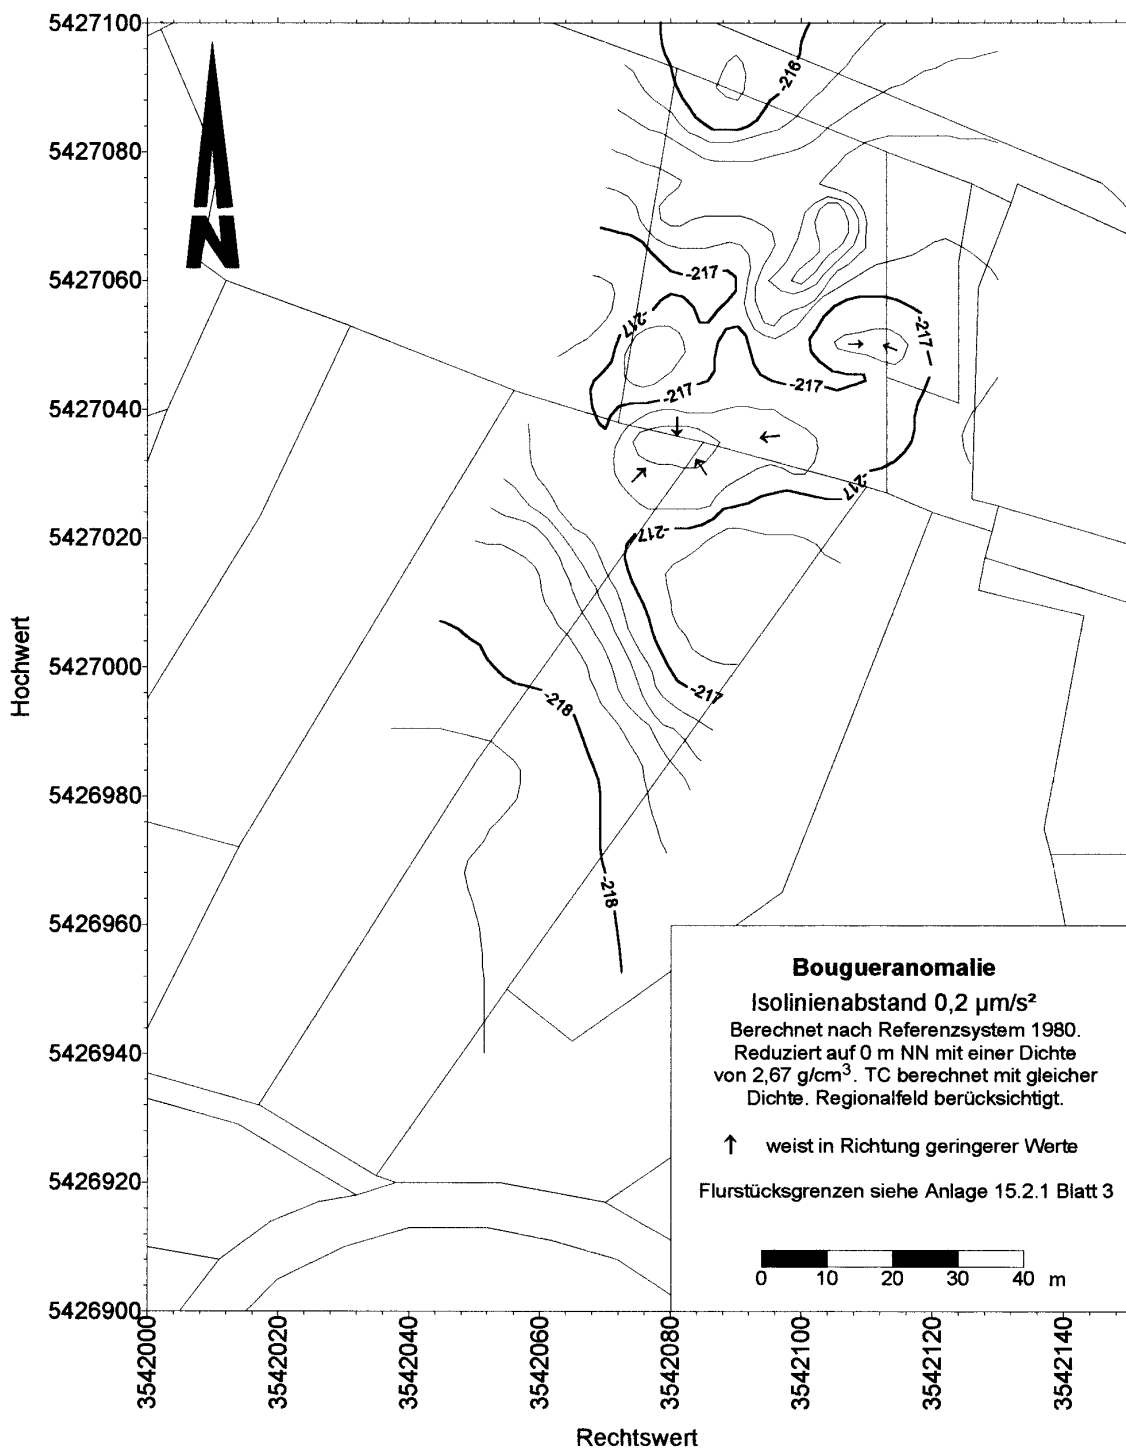 5427100
5427080
5427060
5427040
5427020
5427000
5426980
5426960
5426940
5426920
5426900
Hochwert
N
-216
-217
-217
-217
-217
-217
-217
-217
-217
-218
-218
Bougueranomalie
Isolinienabstand 0,2 µm/s²
Berechnet nach Referenzsystem 1980.
Reduziert auf 0 m NN mit einer Dichte
von 2,67 g/cm³. TC berechnet mit gleicher
Dichte. Regionalfeld berücksichtigt.
↑ weist in Richtung geringerer Werte
Flurstücksgrenzen siehe Anlage 15.2.1 Blatt 3
0 10 20 30 40 m
3542000 3542020 3542040 3542060 3542080 3542100 3542120 3542140
Rechtswert